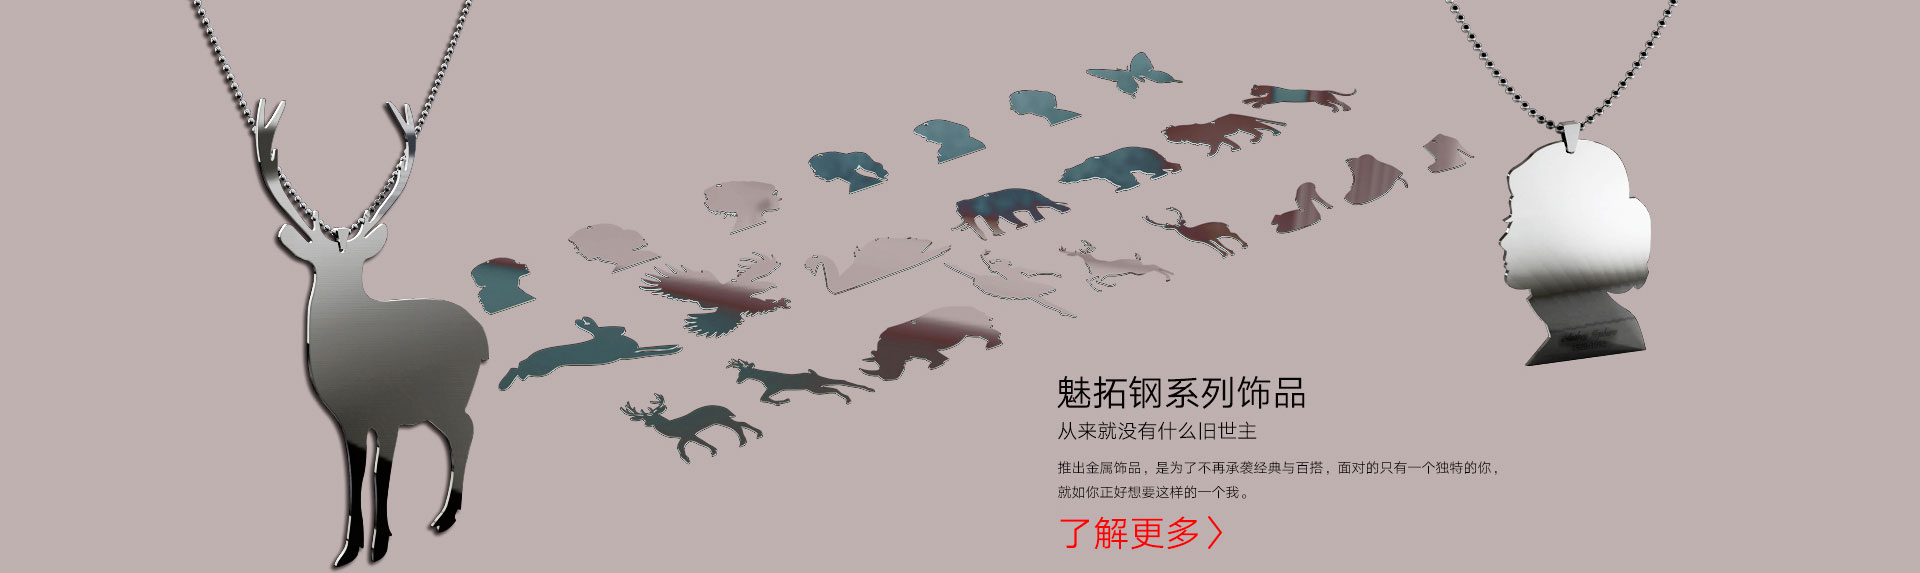 魅拓钢系列饰品
从来就没有什么旧世主
推出金属饰品，是为了不再承袭经典与百搭，面对的只有一个独特的你，
就如你正好想要这样的一个我。
了解更多〉